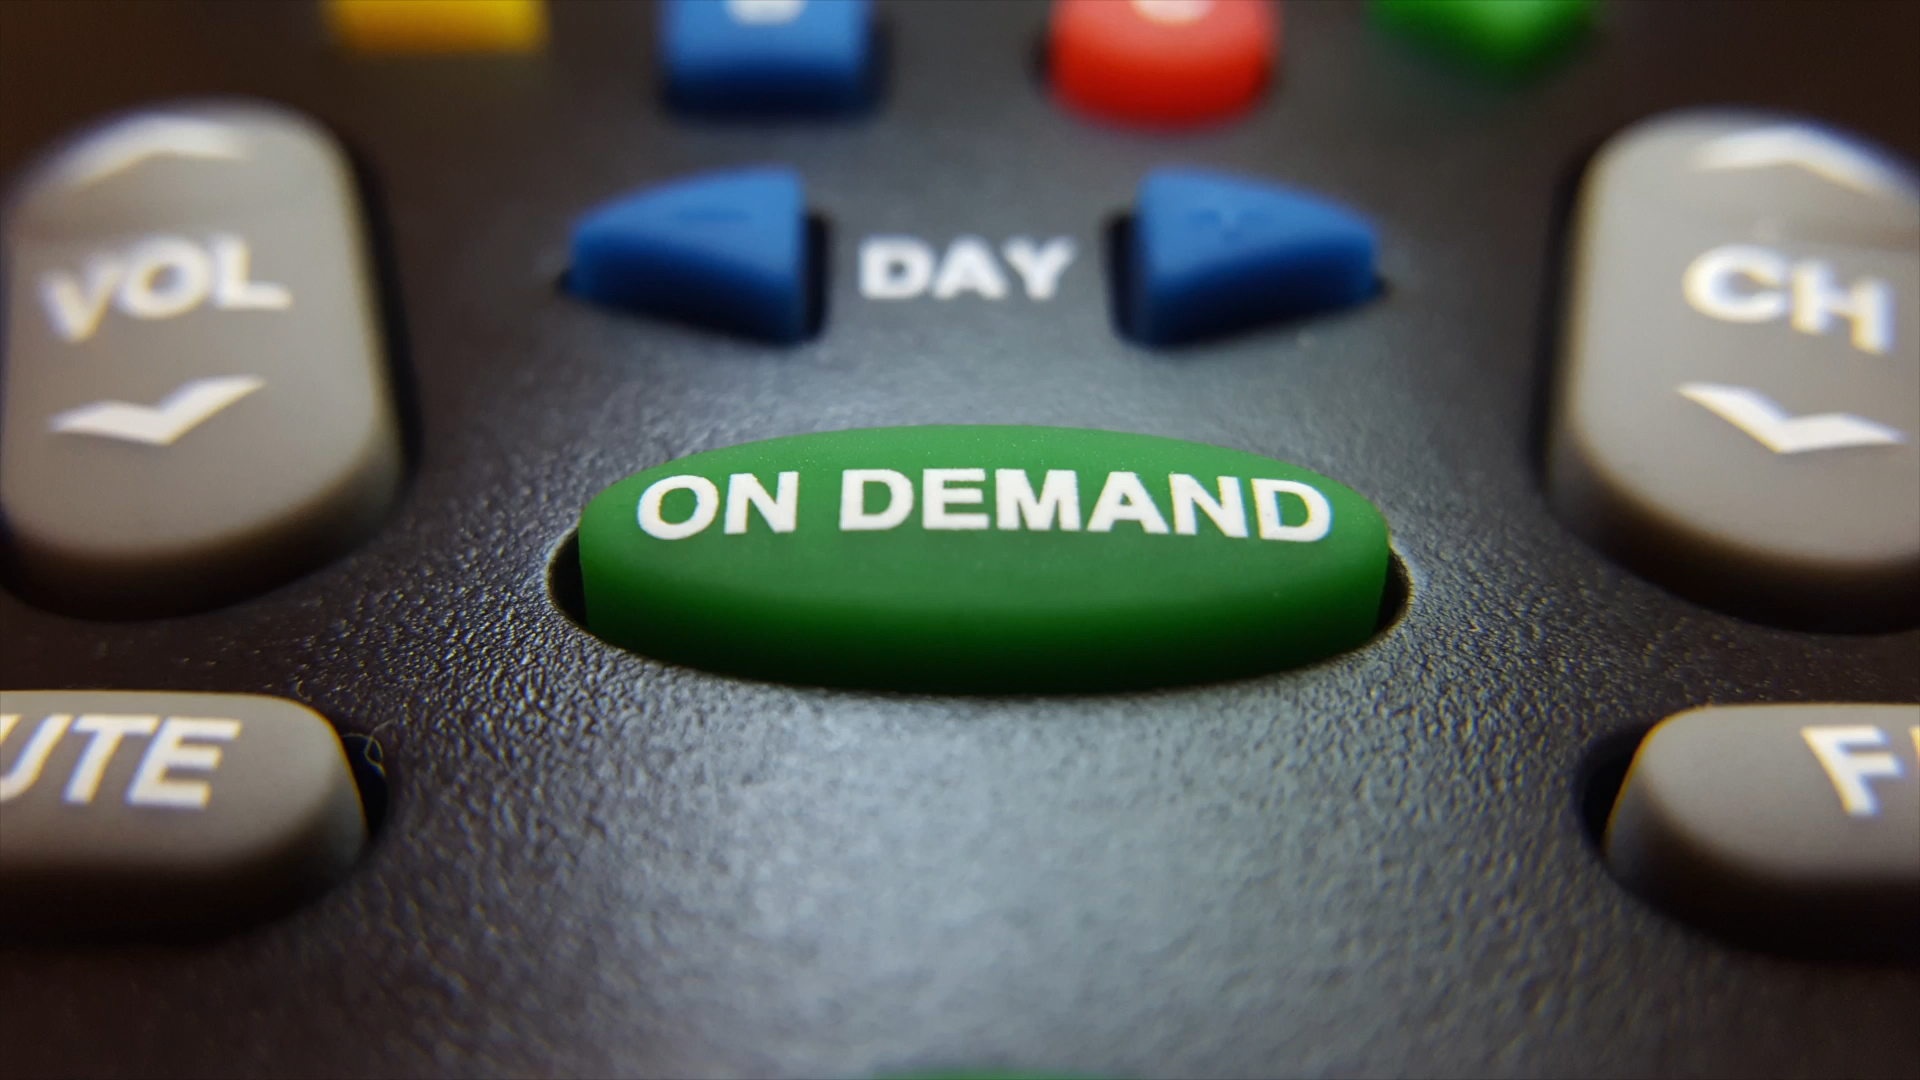 DAY
VOL
CH
ON DEMAND
UTE
F